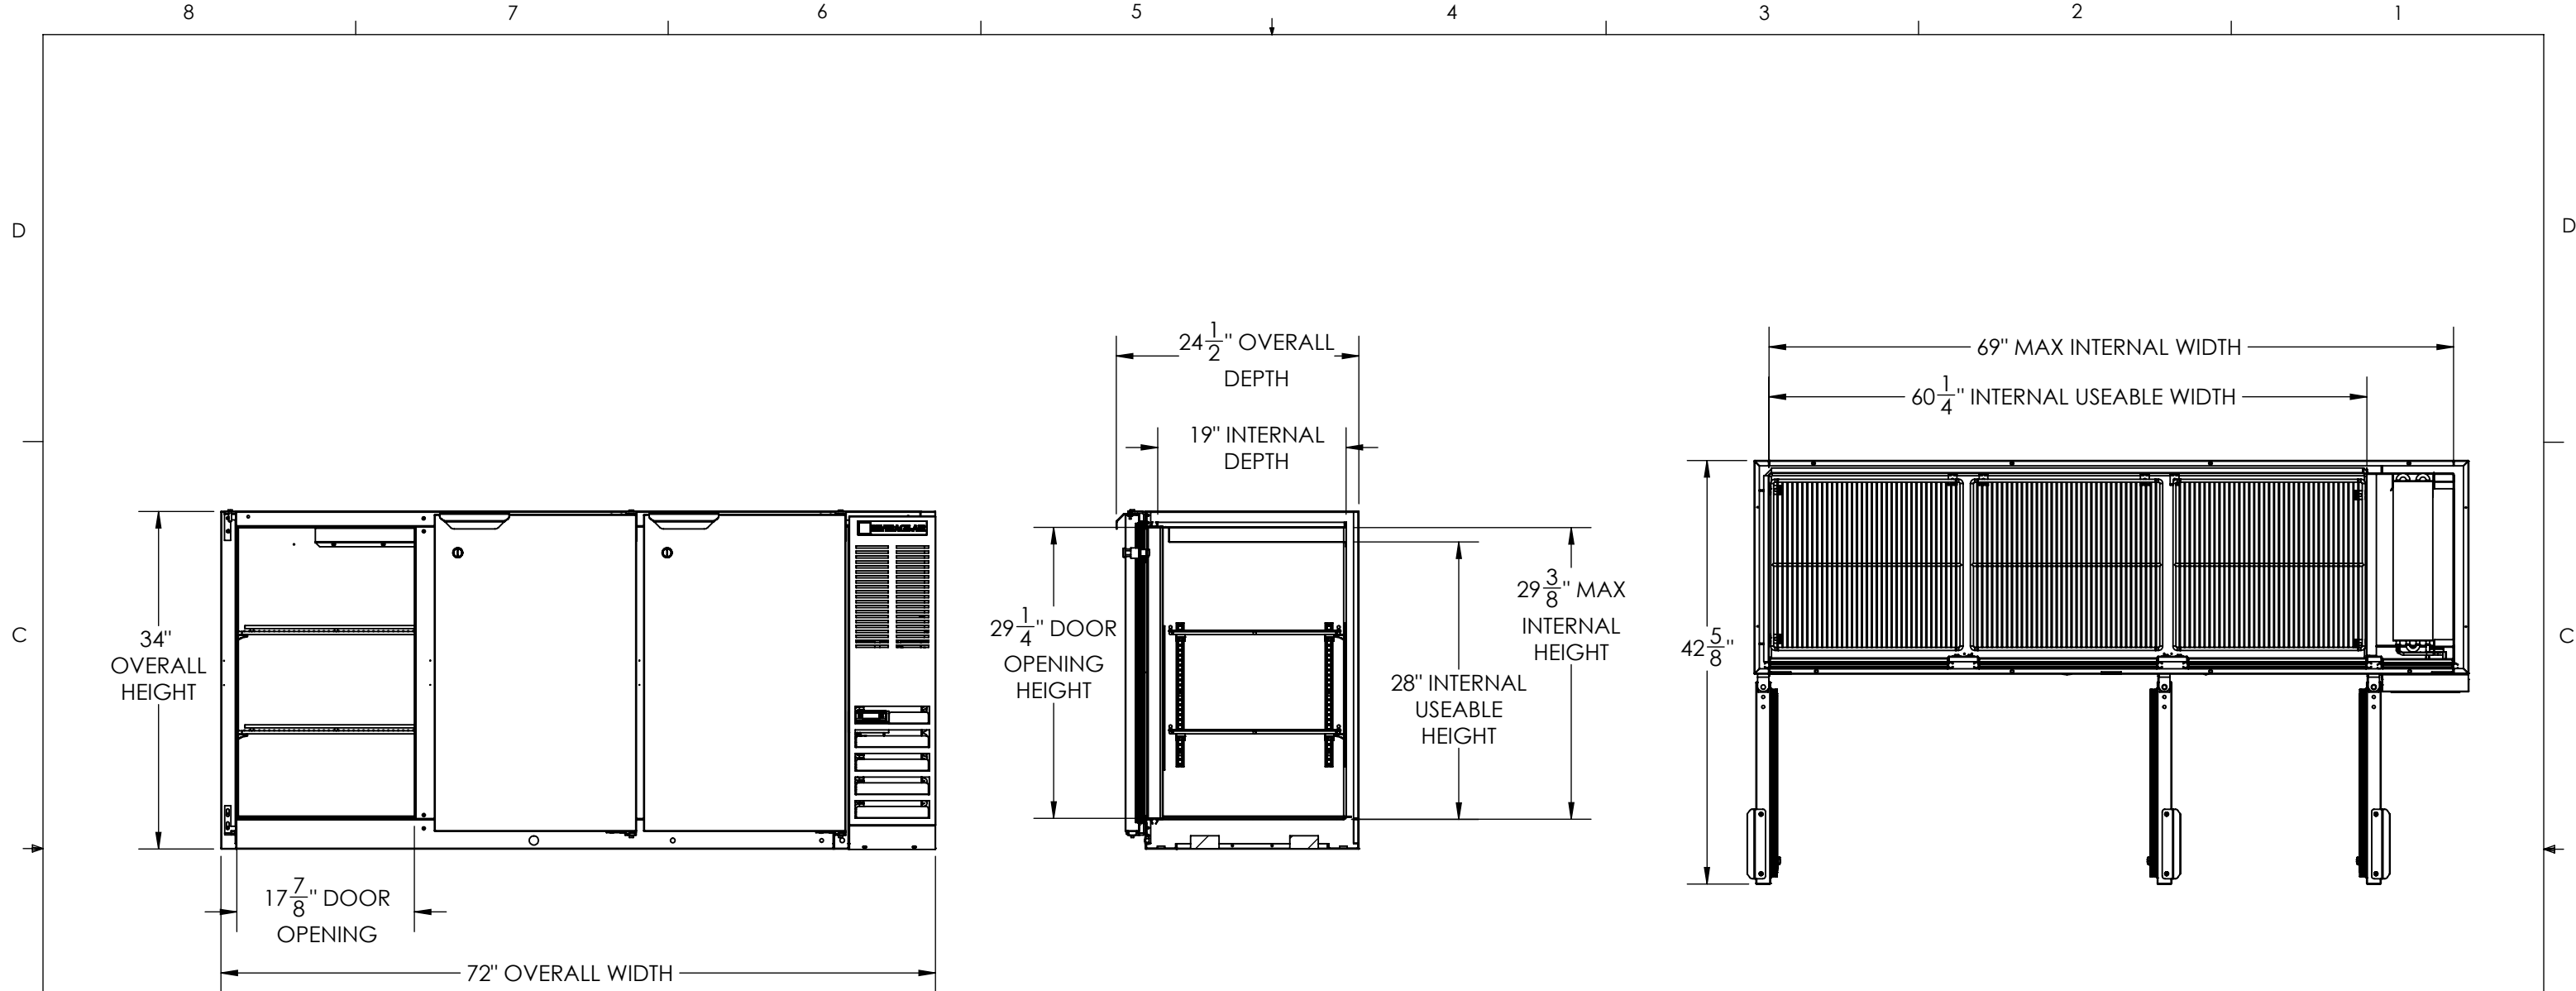 8 7 6 5 4 3 2 1
D D
24 1/2" OVERALL
DEPTH
19" INTERNAL
DEPTH
69" MAX INTERNAL WIDTH
60 1/4" INTERNAL USEABLE WIDTH
BEVERAGE-AIR
C C
34"
OVERALL
HEIGHT
29 1/4" DOOR
OPENING
HEIGHT
29 3/8" MAX
INTERNAL
HEIGHT
28" INTERNAL
USEABLE
HEIGHT
42 5/8"
17 7/8" DOOR
OPENING
72" OVERALL WIDTH